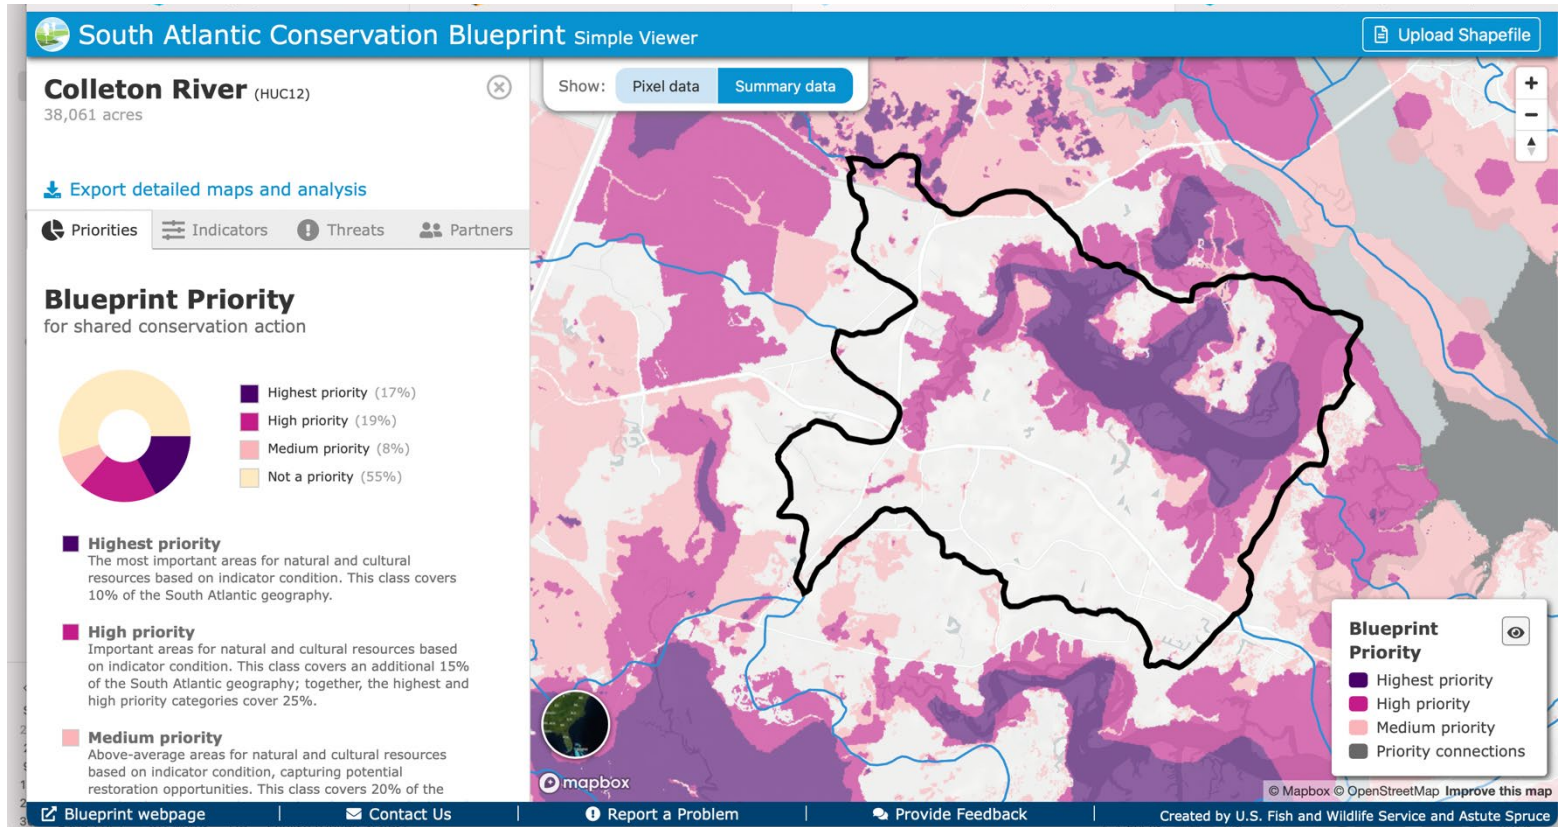 South Atlantic Conservation Blueprint Simple Viewer
Upload Shapefile
Colleton River (HUC12)
38,061 acres
Export detailed maps and analysis
Priorities
Indicators
Threats
Partners
Blueprint Priority
for shared conservation action
Highest priority (17%)
High priority (19%)
Medium priority (8%)
Not a priority (55%)
Highest priority
The most important areas for natural and cultural
resources based on indicator condition. This class covers
10% of the South Atlantic geography.
High priority
Important areas for natural and cultural resources based
on indicator condition. This class covers an additional 15%
of the South Atlantic geography; together, the highest and
high priority categories cover 25%.
Medium priority
Above-average areas for natural and cultural resources
based on indicator condition, capturing potential
restoration opportunities. This class covers 20% of the
Show:
Pixel data
Summary data
Blueprint
Priority
Highest priority
High priority
Medium priority
Priority connections
mapbox
© Mapbox © OpenStreetMap Improve this map
Blueprint webpage
Contact Us
Report a Problem
Provide Feedback
Created by U.S. Fish and Wildlife Service and Astute Spruce